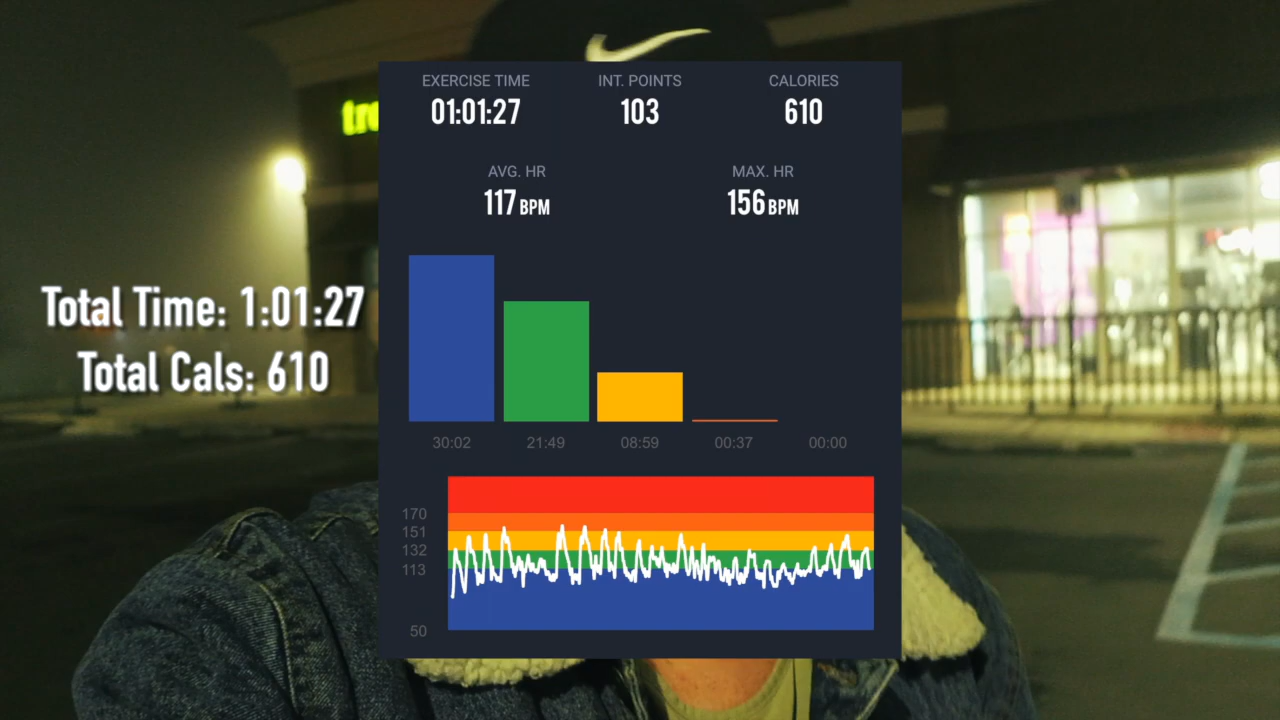 EXERCISE TIME INT. POINTS CALORIES
01:01:27 103 610
AVG. HR MAX. HR
117 BPM 156 BPM
Total Time: 1:01:27
Total Cals: 610
30:02 21:49 08:59 00:37 00:00
170
151
132
113
50